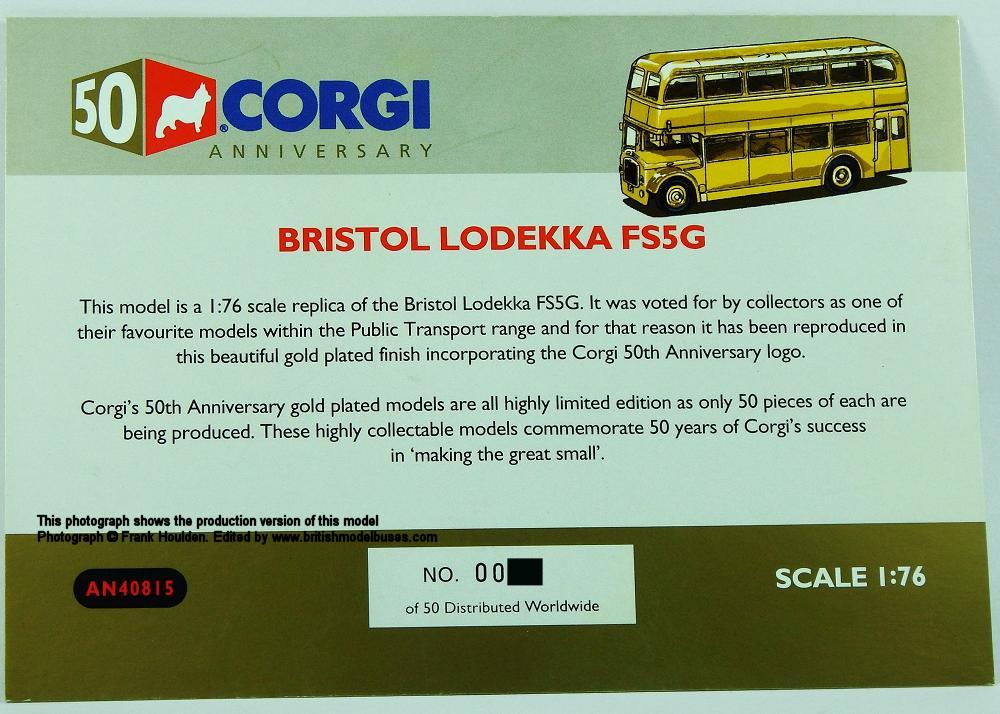 50 CORGI
ANNIVERSARY
BRISTOL LODEKKA FS5G
This model is a 1:76 scale replica of the Bristol Lodekka FS5G. It was voted for by collectors as one of
their favourite models within the Public Transport range and for that reason it has been reproduced in
this beautiful gold plated finish incorporating the Corgi 50th Anniversary logo.
Corgi's 50th Anniversary gold plated models are all highly limited edition as only 50 pieces of each are
being produced. These highly collectable models commemorate 50 years of Corgi's success
in 'making the great small'.
This photograph shows the production version of this model
Photograph © Frank Houlden. Edited by www.britishmodelbuses.com
AN40815
NO. 00
of 50 Distributed Worldwide
SCALE 1:76